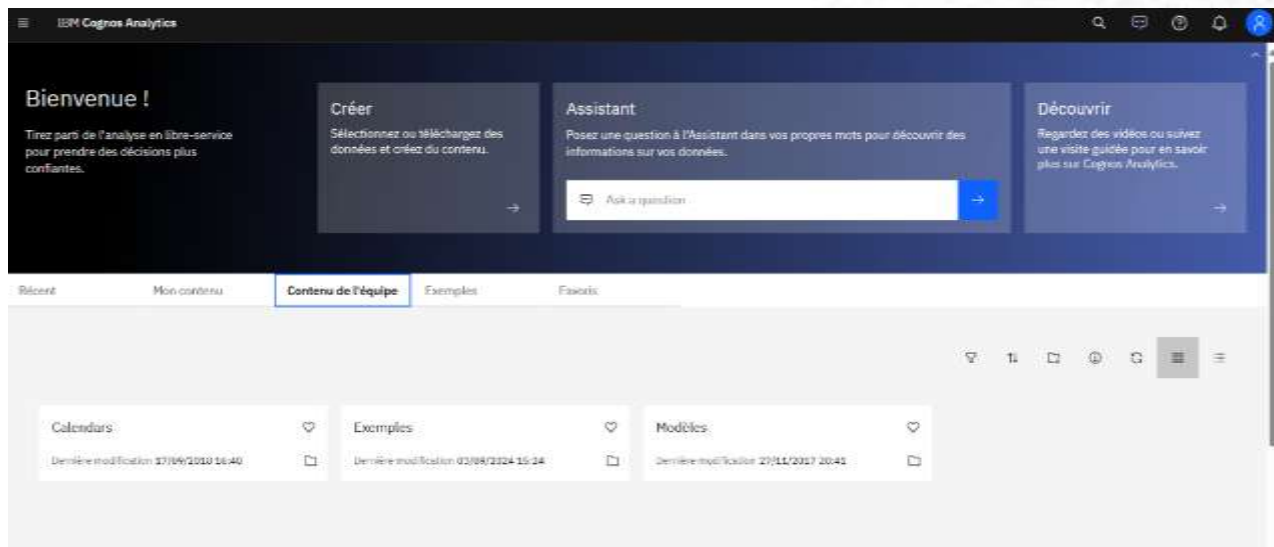 IBM Cognos Analytics
Bienvenue !
Tirez parti de l'analyse en libre-service
pour prendre des décisions plus
confiantes.
Créer
Sélectionnez ou téléchargez des
données et créez du contenu.
Assistant
Posez une question à l'Assistant dans vos propres mots pour découvrir des
informations sur vos données.
Ask a question
Découvrir
Regardez des vidéos ou suivez
une visite guidée pour en savoir
plus sur Cognos Analytics.
Récent
Mon contenu
Contenu de l'équipe
Exemples
Favoris
Calendars
Dernière modification 17/09/2018 16:40
Exemples
Dernière modification 03/09/2024 15:34
Modèles
Dernière modification 27/11/2017 20:41